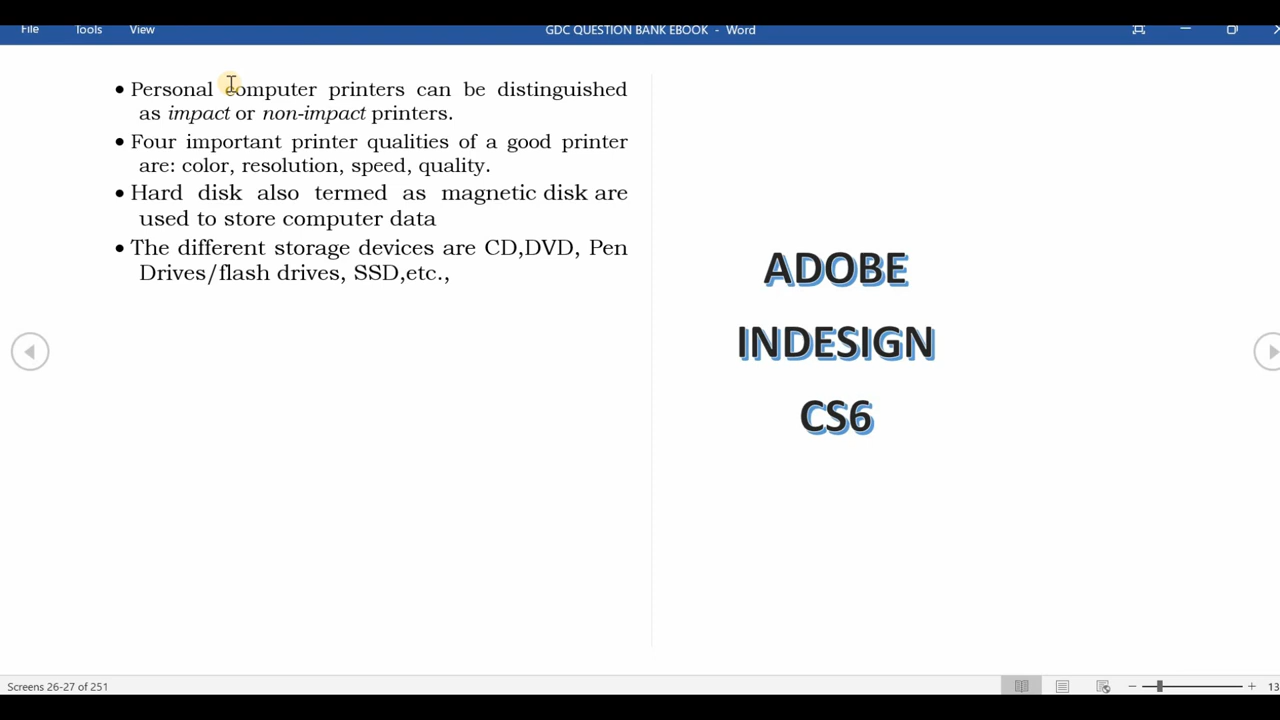 File Tools View GDC QUESTION BANK EBOOK - Word
• Personal computer printers can be distinguished
as impact or non-impact printers.
• Four important printer qualities of a good printer
are: color, resolution, speed, quality.
• Hard disk also termed as magnetic disk are
used to store computer data
• The different storage devices are CD,DVD, Pen
Drives/flash drives, SSD,etc.,
ADOBE
INDESIGN
CS6
Screens 26-27 of 251